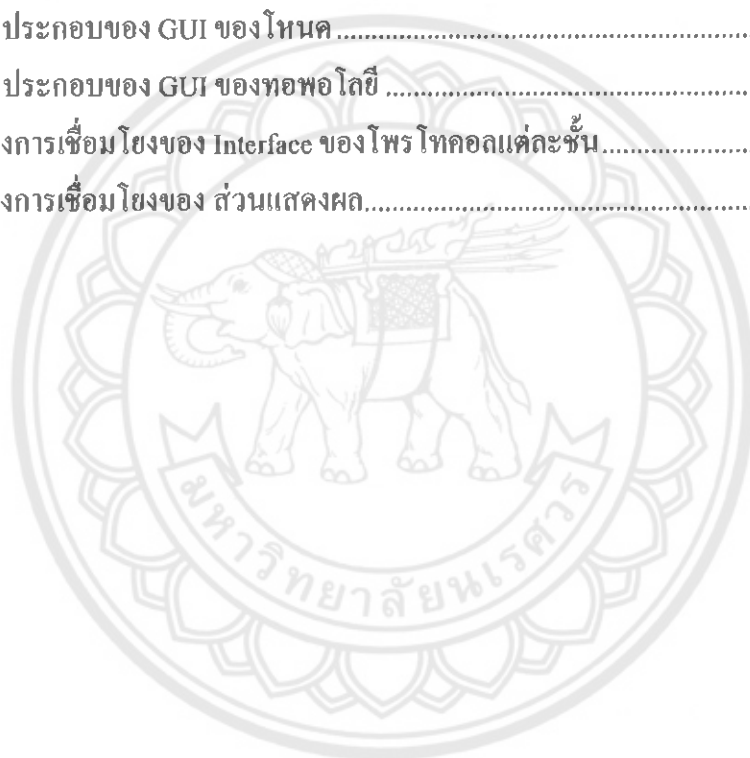 ประกอบของ GUI ของโหนด
ประกอบของ GUI ของทอพอโลยี
งการเชื่อมโยงของ Interface ของโพรโทคอลแต่ละชั้น
งการเชื่อมโยงของ ส่วนแสดงผล
มหาวิทยาลัยนเรศวร